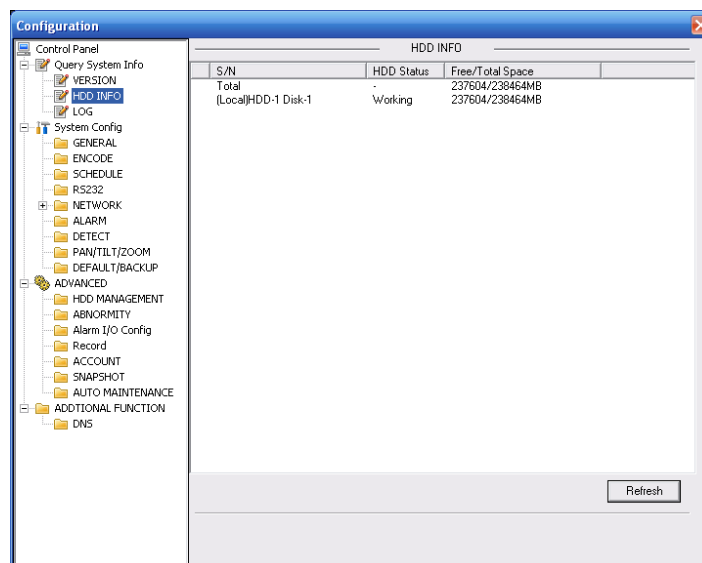 Configuration
Control Panel
Query System Info
VERSION
HDD INFO
LOG
System Config
GENERAL
ENCODE
SCHEDULE
RS232
NETWORK
ALARM
DETECT
PAN/TILT/ZOOM
DEFAULT/BACKUP
ADVANCED
HDD MANAGEMENT
ABNORMITY
Alarm I/O Config
Record
ACCOUNT
SNAPSHOT
AUTO MAINTENANCE
ADDTIONAL FUNCTION
DNS
HDD INFO
S/N HDD Status Free/Total Space
Total - 237604/238464MB
(Local)HDD-1 Disk-1 Working 237604/238464MB
Refresh